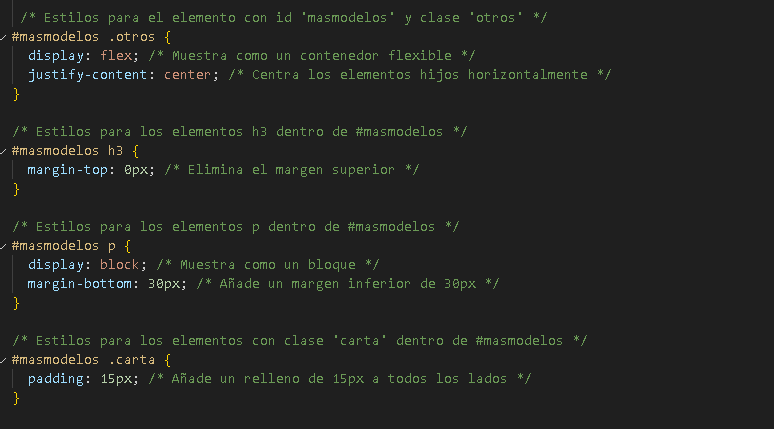 /* Estilos para el elemento con id "masmodelos" y clase "otros" */
#masmodelos .otros {
display: flex; /* Muestra como un contenedor flexible */
justify-content: center; /* Centra los elementos hijos horizontalmente */
}
/* Estilos para los elementos h3 dentro de #masmodelos */
#masmodelos h3 {
margin-top: 0px; /* Elimina el margen superior */
}
/* Estilos para los elementos p dentro de #masmodelos */
#masmodelos p {
display: block; /* Muestra como un bloque */
margin-bottom: 30px; /* Añade un margen inferior de 30px */
}
/* Estilos para los elementos con clase "carta" dentro de #masmodelos */
#masmodelos .carta {
padding: 15px; /* Añade un relleno de 15px a todos los lados */
}